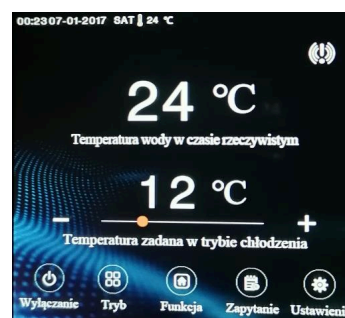 00:23 07-01-2017 SAT 24 ℃
24 ℃
Temperatura wody w czasie rzeczywistym
12 ℃
− +
Temperatura zadana w trybie chłodzenia
Wyłączanie Tryb Funkcja Zapytanie Ustawieni